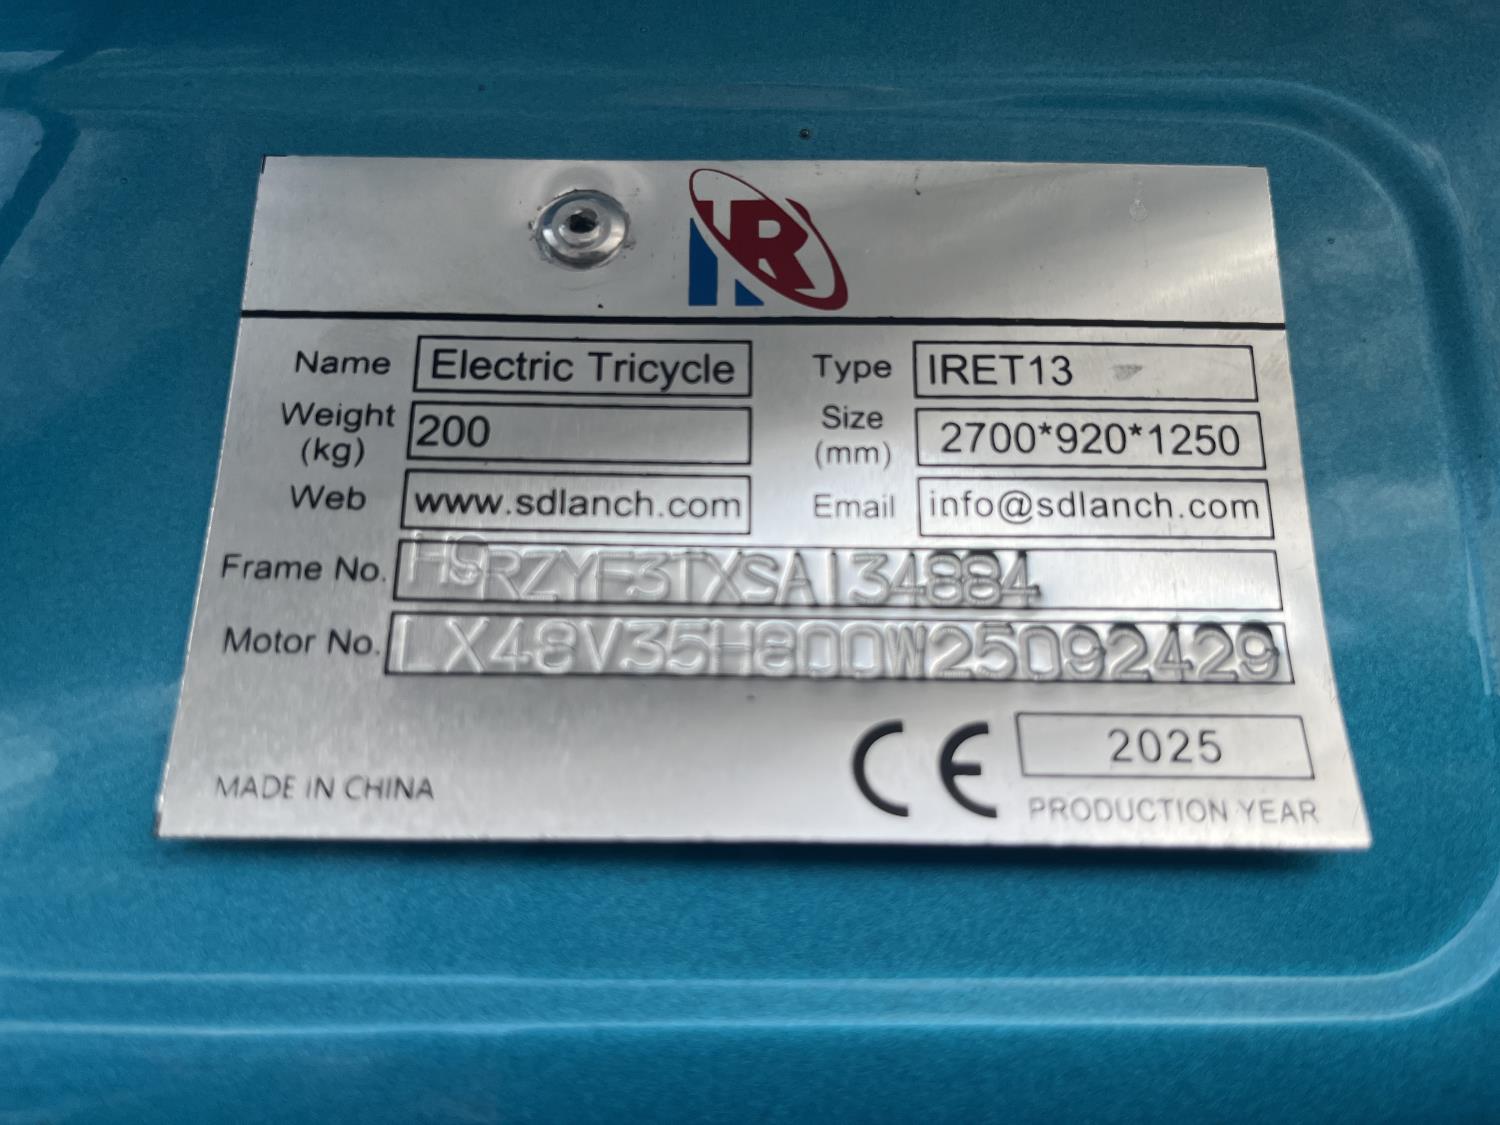 R
Name Electric Tricycle Type IRET13
Weight (kg) 200 Size (mm) 2700*920*1250
Web www.sdlanch.com Email info@sdlanch.com
Frame No. HSRZYF3TXSA134884
Motor No. LX48V35H800W25092429
CE 2025
MADE IN CHINA PRODUCTION YEAR